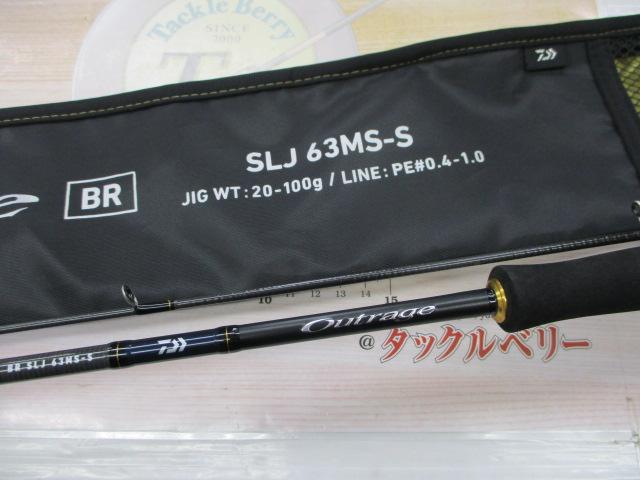 Tackle Berry
SINCE
2000
SLJ 63MS-S
BR
JIG WT : 20-100g / LINE : PE#0.4-1.0
10 11 12 13 14 15
Outrage
BR SLJ 63MS-S
@タックルベリー